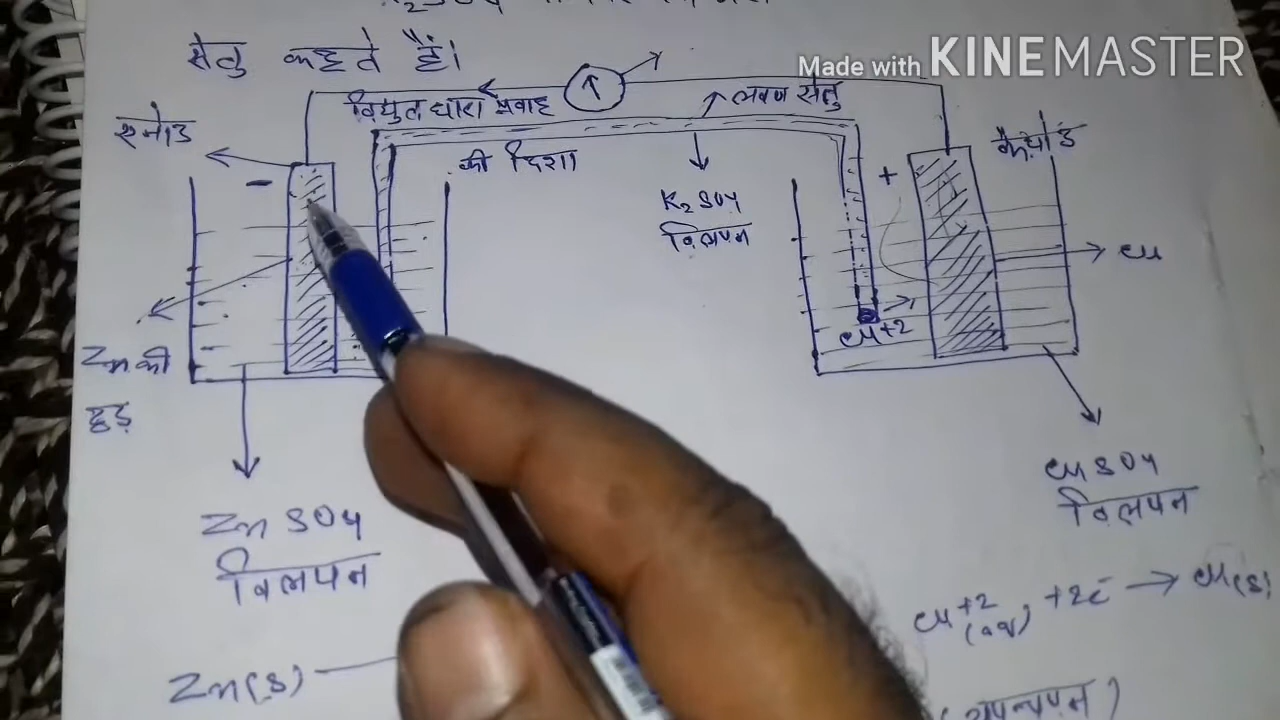 सेतु कहते हैं।
Made with KINEMASTER
एनोड
विद्युत धारा प्रवाह
की दिशा
लवण सेतु
कैथोड
-
+
K2SO4
विलयन
Cu
Cu+2
Zn की
छड़
ZnSO4
विलयन
CuSO4
विलयन
Zn(s)
Cu+2(aq) +2e- → Cu(s)